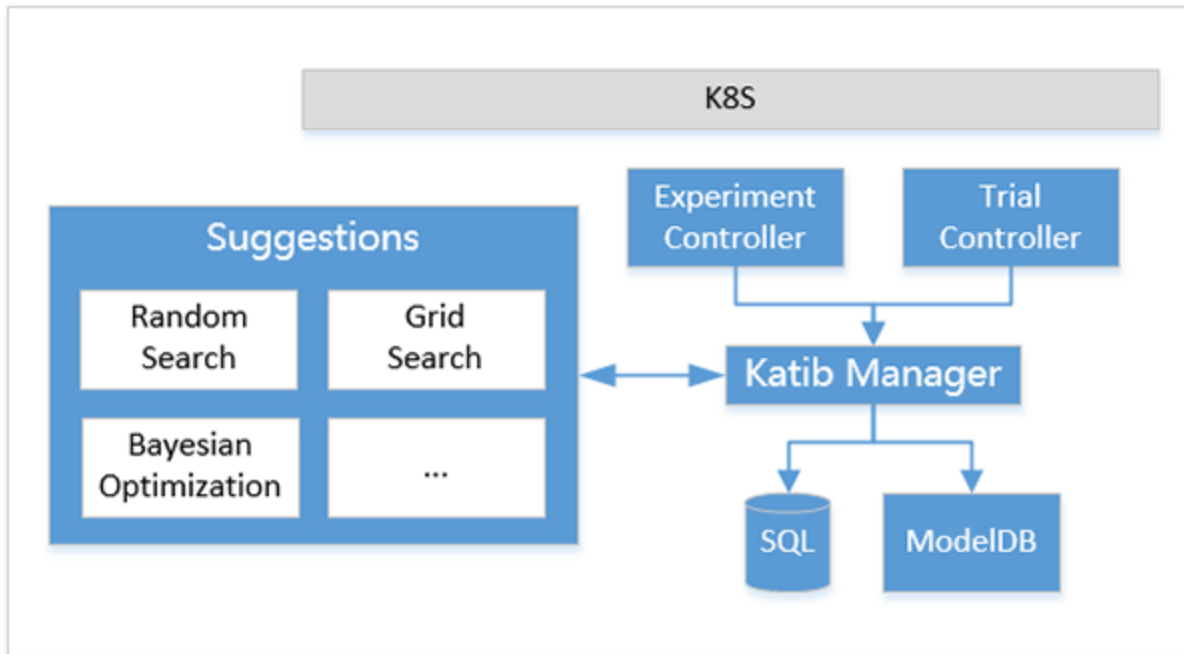 K8S
Experiment
Controller
Trial
Controller
Suggestions
Random
Search
Grid
Search
Bayesian
Optimization
...
Katib Manager
SQL
ModelDB